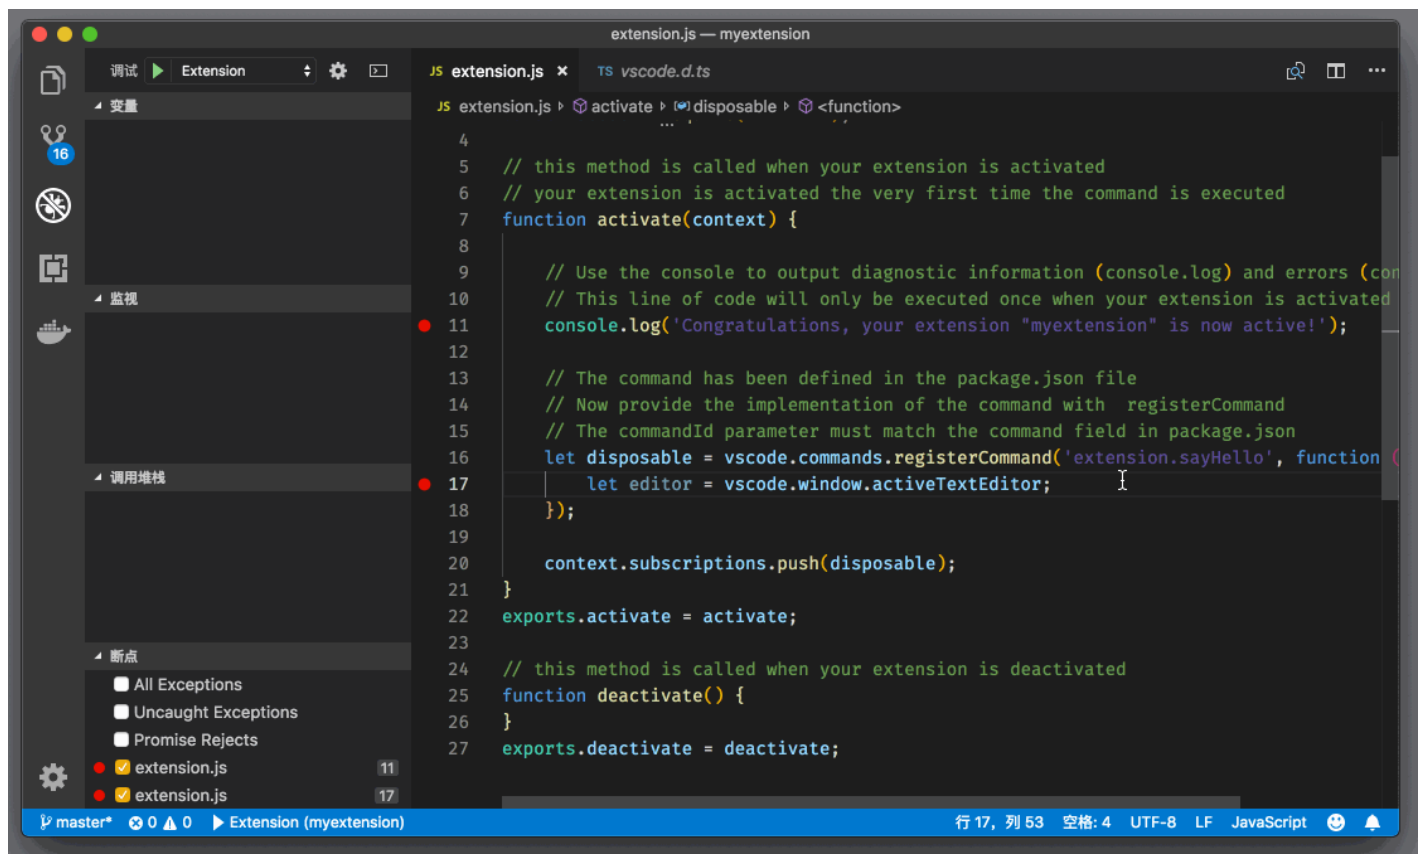 extension.js — myextension
调试 Extension
JS extension.js × TS vscode.d.ts
JS extension.js activate disposable <function>
变量
16
监视
调用堆栈
断点
All Exceptions
Uncaught Exceptions
Promise Rejects
extension.js 11
extension.js 17
4
5 // this method is called when your extension is activated
6 // your extension is activated the very first time the command is executed
7 function activate(context) {
8
9 // Use the console to output diagnostic information (console.log) and errors (con
10 // This line of code will only be executed once when your extension is activated
11 console.log('Congratulations, your extension "myextension" is now active!');
12
13 // The command has been defined in the package.json file
14 // Now provide the implementation of the command with  registerCommand
15 // The commandId parameter must match the command field in package.json
16 let disposable = vscode.commands.registerCommand('extension.sayHello', function (
17 let editor = vscode.window.activeTextEditor;
18 });
19
20 context.subscriptions.push(disposable);
21 }
22 exports.activate = activate;
23
24 // this method is called when your extension is deactivated
25 function deactivate() {
26 }
27 exports.deactivate = deactivate;
master* 0 0 Extension (myextension) 行 17，列 53 空格: 4 UTF-8 LF JavaScript